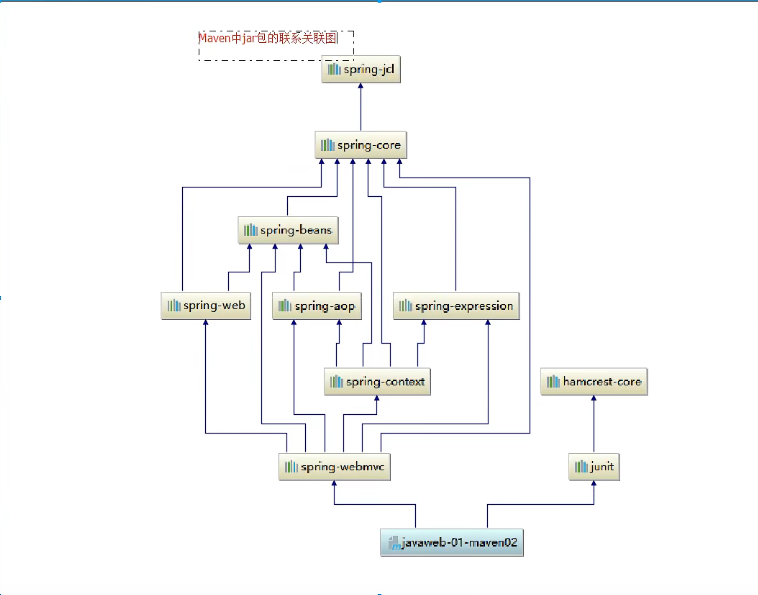 Maven中jar包的联系关联图
spring-jcl
spring-core
spring-beans
spring-web
spring-aop
spring-expression
spring-context
hamcrest-core
spring-webmvc
junit
javaweb-01-maven02